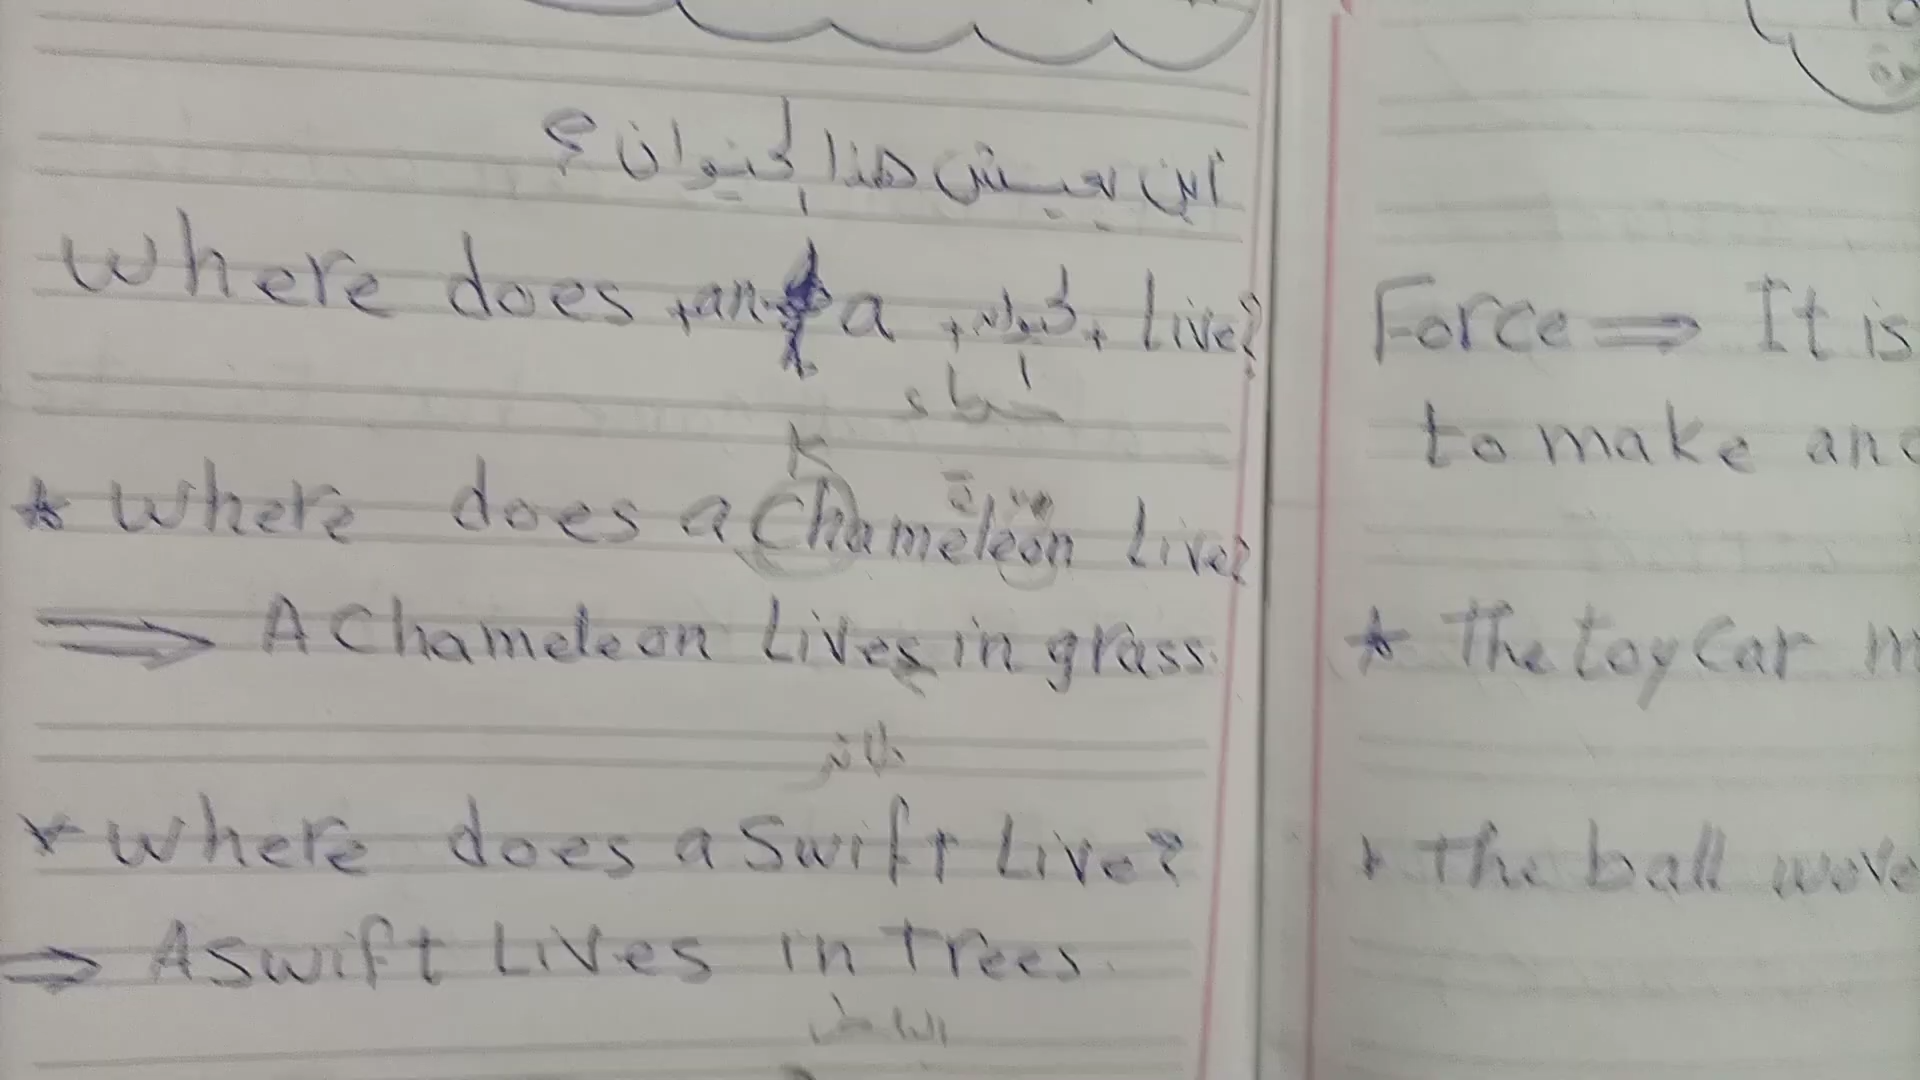 أين يعيش هذا الحيوان ؟
Where does +an+ a +الحيوان+ Live?
* Where does a Chameleon Live?
K
⇒ A Chameleon Lives in grass.
طائر
* Where does a Swift Live?
⇒ A Swift Lives in Trees.
Force ⇒ It is
to make
* The toy Car
* The ball